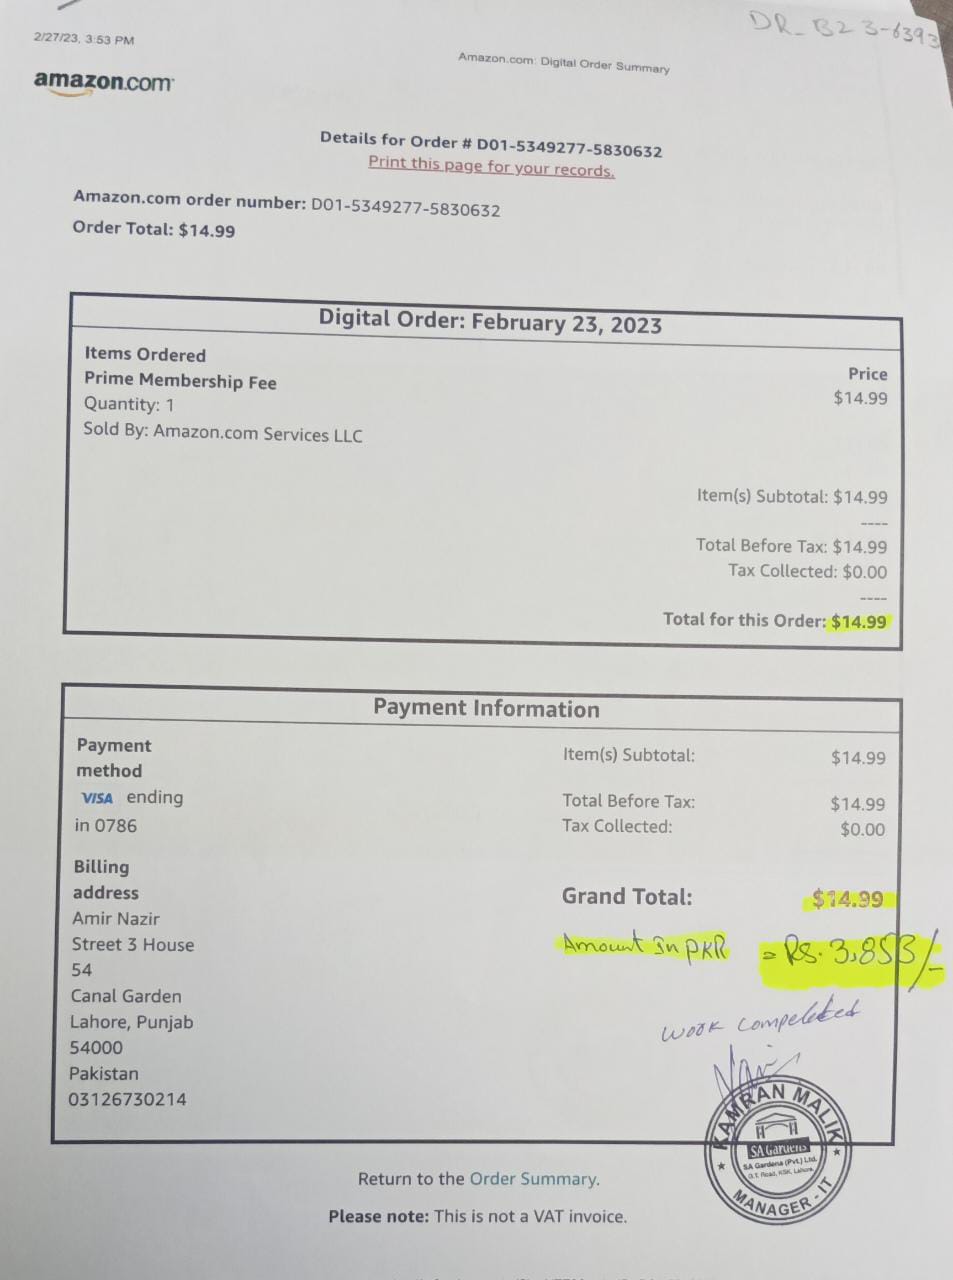 DR_B23-6393
2/27/23, 3:53 PM
Amazon.com: Digital Order Summary
amazon.com
Details for Order # D01-5349277-5830632
Print this page for your records.
Amazon.com order number: D01-5349277-5830632
Order Total: $14.99
Digital Order: February 23, 2023
Items Ordered
Price
Prime Membership Fee
$14.99
Quantity: 1
Sold By: Amazon.com Services LLC
Item(s) Subtotal: $14.99
----
Total Before Tax: $14.99
Tax Collected: $0.00
----
Total for this Order: $14.99
Payment Information
Payment
method
VISA ending
in 0786
Billing
address
Amir Nazir
Street 3 House
54
Canal Garden
Lahore, Punjab
54000
Pakistan
03126730214
Item(s) Subtotal: $14.99
Total Before Tax: $14.99
Tax Collected: $0.00
Grand Total: $14.99
Amount In PKR = Rs. 3,853/-
work compeleted
KAMRAN MALIK
SA Gardens
SA Gardens (Pvt.) Ltd.
G.T. Road, KSK, Lahore.
MANAGER - IT
Return to the Order Summary.
Please note: This is not a VAT invoice.